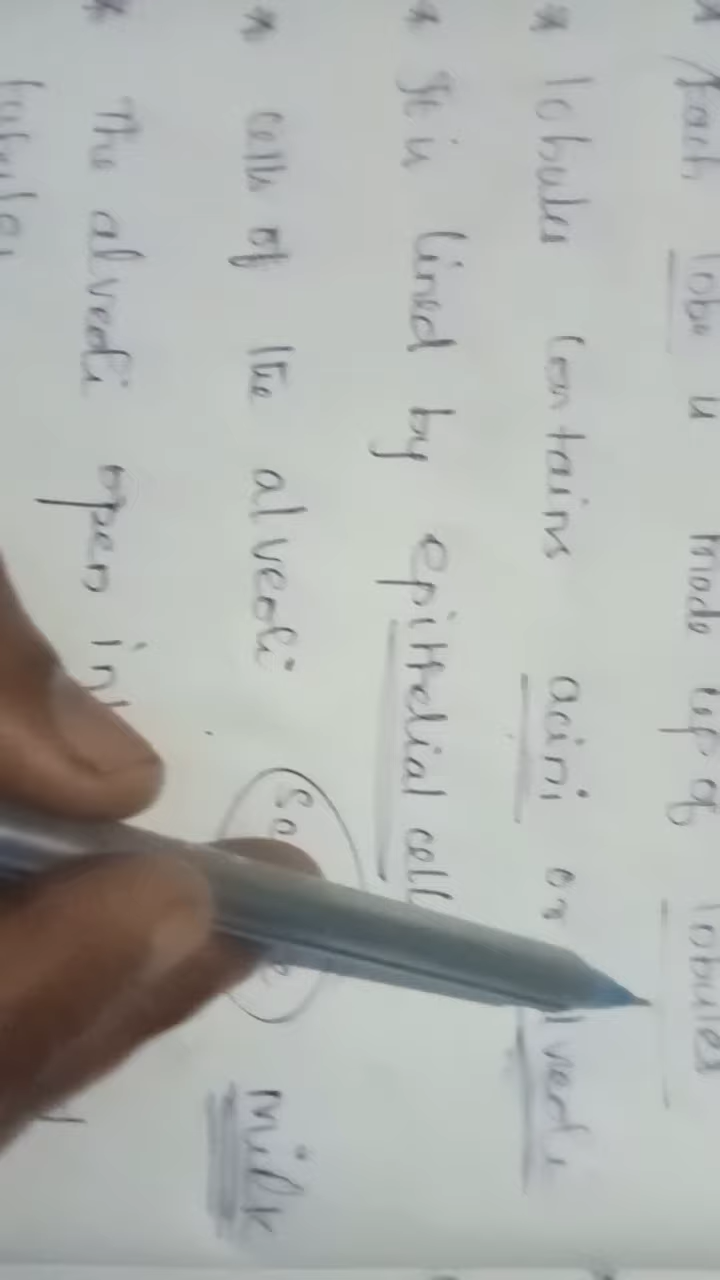 * Each lobe is made up of lobules
* lobules contains acini or alveoli
* It is lined by epithelial cell
* cells of the alveoli milk
* The alveoli open
tubules